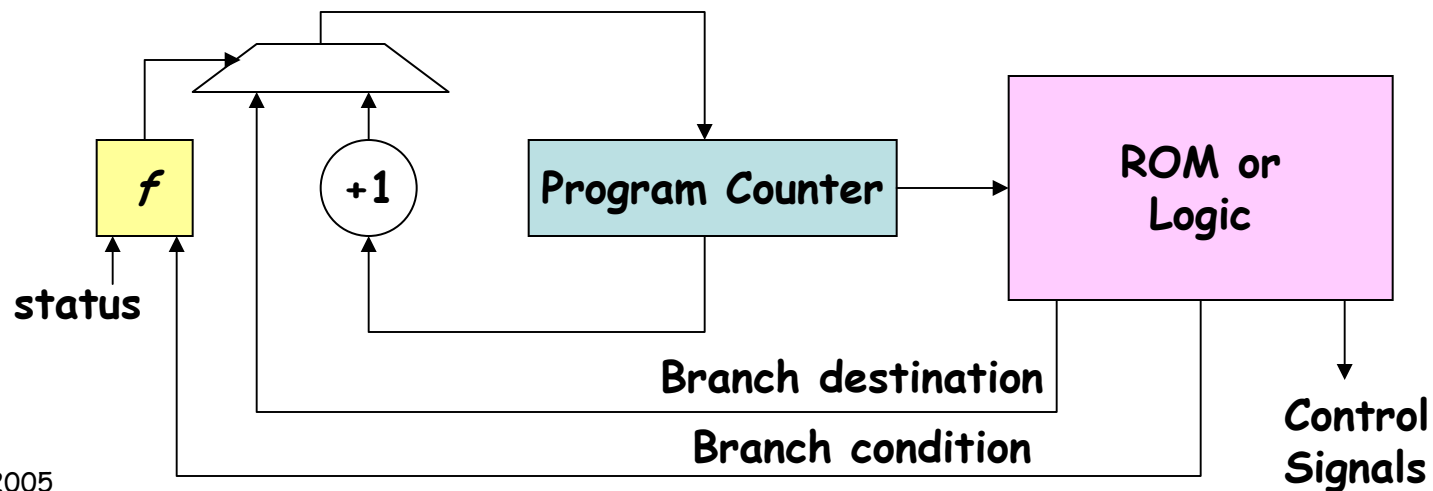 f
+1
Program Counter
ROM or
Logic
status
Branch destination
Branch condition
Control
Signals
2005